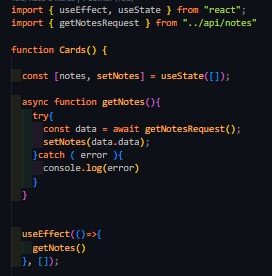 import { useEffect, useState } from "react";
import { getNotesRequest } from "../api/notes"
function Cards() {
const [notes, setNotes] = useState([]);
async function getNotes(){
try{
const data = await getNotesRequest();
setNotes(data.data);
}catch ( error ){
console.log(error)
}
}
useEffect(()=>{
getNotes()
}, []);